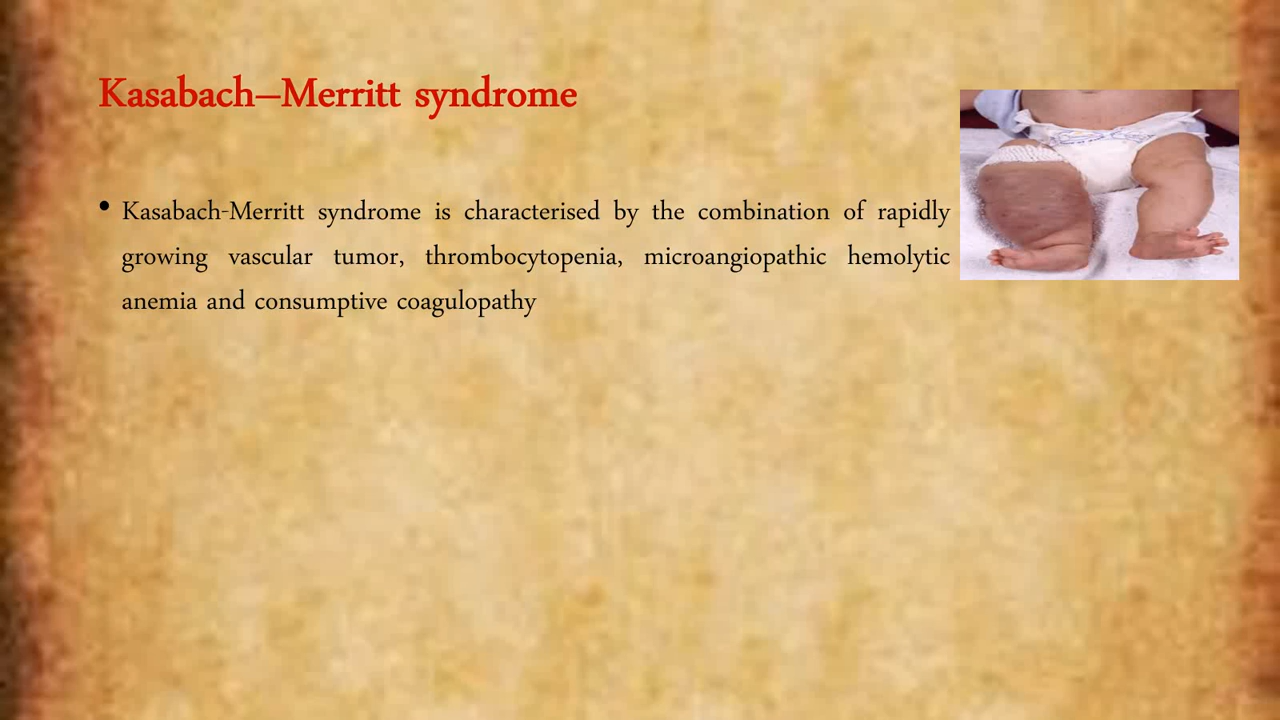 Kasabach–Merritt syndrome
• Kasabach-Merritt syndrome is characterised by the combination of rapidly
growing vascular tumor, thrombocytopenia, microangiopathic hemolytic
anemia and consumptive coagulopathy